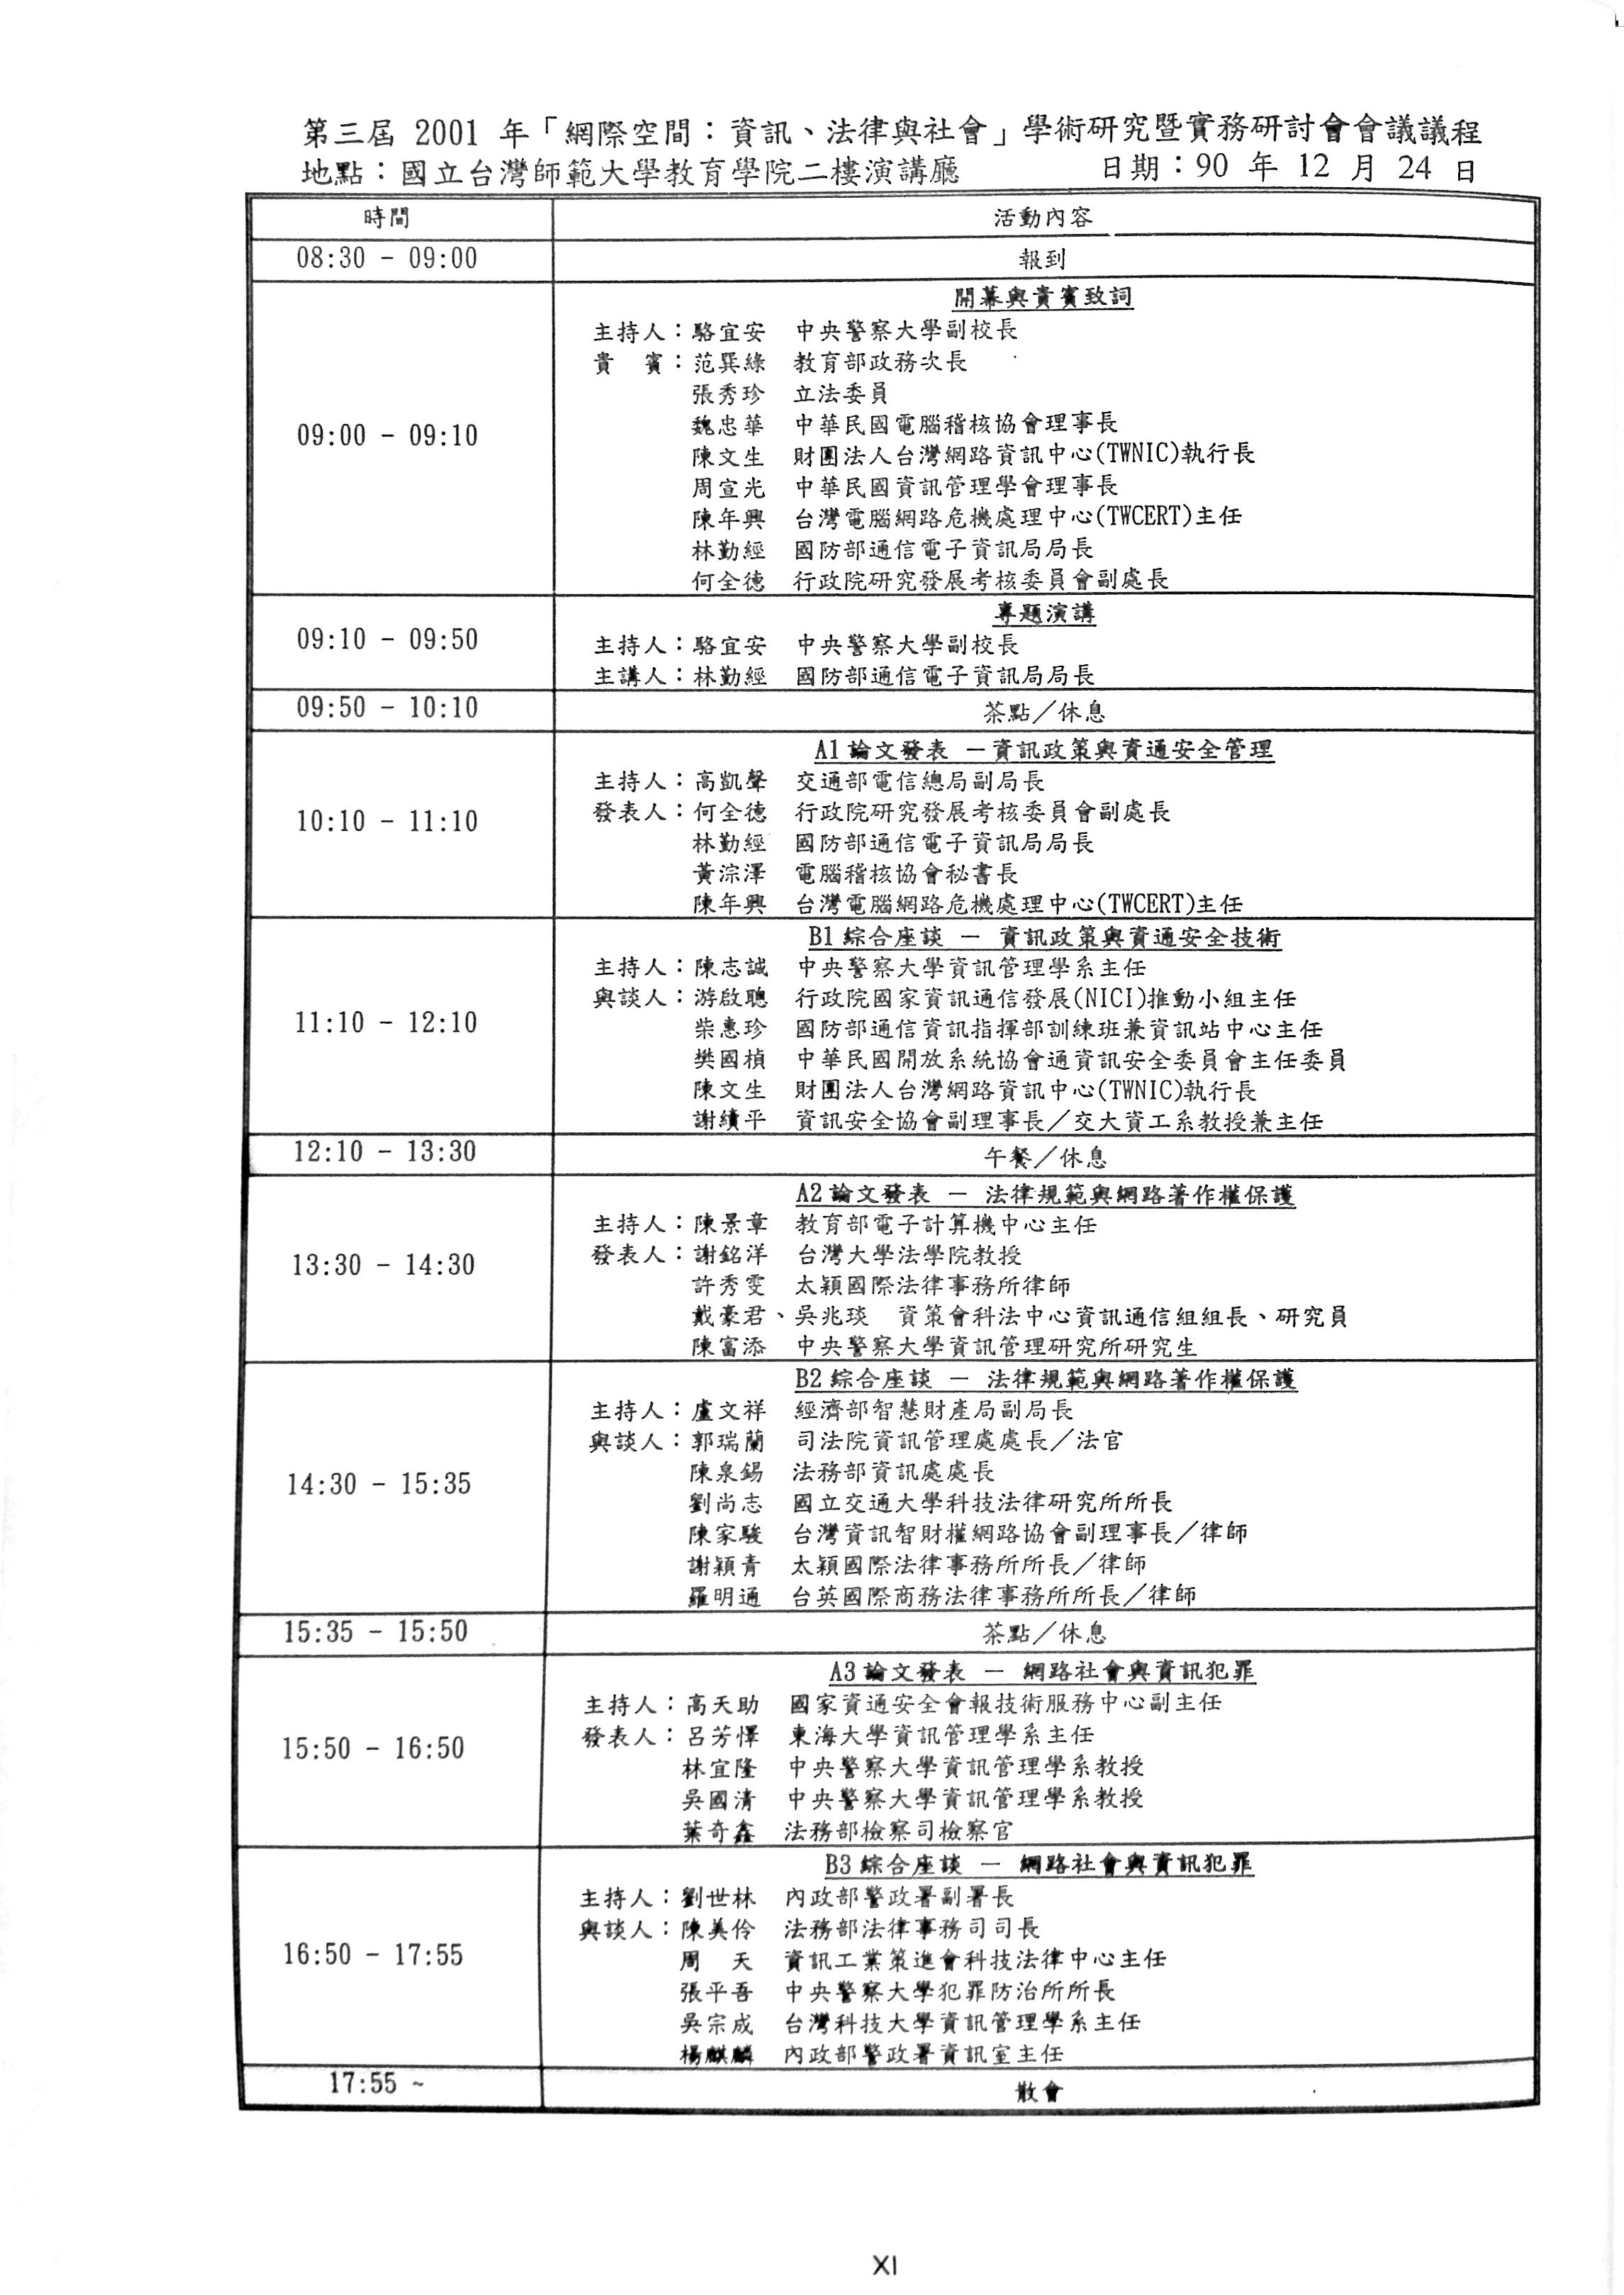 第三屆 2001 年「網際空間：資訊、法律與社會」學術研究暨實務研討會會議議程
地點：國立台灣師範大學教育學院二樓演講廳 日期：90 年 12 月 24 日
時間 活動內容
08:30 - 09:00 報到
09:00 - 09:10
開幕與貴賓致詞
主持人：駱宜安 中央警察大學副校長
貴 賓：范巽綠 教育部政務次長
張秀珍 立法委員
魏忠華 中華民國電腦稽核協會理事長
陳文生 財團法人台灣網路資訊中心(TWNIC)執行長
周宣光 中華民國資訊管理學會理事長
陳年興 台灣電腦網路危機處理中心(TWCERT)主任
林勤經 國防部通信電子資訊局局長
何全德 行政院研究發展考核委員會副處長
09:10 - 09:50
專題演講
主持人：駱宜安 中央警察大學副校長
主講人：林勤經 國防部通信電子資訊局局長
09:50 - 10:10 茶點／休息
10:10 - 11:10
A1 論文發表 －資訊政策與資通安全管理
主持人：高凱聲 交通部電信總局副局長
發表人：何全德 行政院研究發展考核委員會副處長
林勤經 國防部通信電子資訊局局長
黃淙澤 電腦稽核協會秘書長
陳年興 台灣電腦網路危機處理中心(TWCERT)主任
11:10 - 12:10
B1 綜合座談 － 資訊政策與資通安全技術
主持人：陳志誠 中央警察大學資訊管理學系主任
與談人：游啟聰 行政院國家資訊通信發展(NICI)推動小組主任
柴惠珍 國防部通信資訊指揮部訓練班兼資訊站中心主任
樊國楨 中華民國開放系統協會通資訊安全委員會主任委員
陳文生 財團法人台灣網路資訊中心(TWNIC)執行長
謝續平 資訊安全協會副理事長／交大資工系教授兼主任
12:10 - 13:30 午餐／休息
13:30 - 14:30
A2 論文發表 － 法律規範與網路著作權保護
主持人：陳景章 教育部電子計算機中心主任
發表人：謝銘洋 台灣大學法學院教授
許秀雯 太穎國際法律事務所律師
戴豪君、吳兆琰 資策會科法中心資訊通信組組長、研究員
陳富添 中央警察大學資訊管理研究所研究生
14:30 - 15:35
B2 綜合座談 － 法律規範與網路著作權保護
主持人：盧文祥 經濟部智慧財產局副局長
與談人：郭瑞蘭 司法院資訊管理處處長／法官
陳泉錫 法務部資訊處處長
劉尚志 國立交通大學科技法律研究所所長
陳家駿 台灣資訊智財權網路協會副理事長／律師
謝穎青 太穎國際法律事務所所長／律師
羅明通 台英國際商務法律事務所所長／律師
15:35 - 15:50 茶點／休息
15:50 - 16:50
A3 論文發表 － 網路社會與資訊犯罪
主持人：高天助 國家資通安全會報技術服務中心副主任
發表人：呂芳懌 東海大學資訊管理學系主任
林宜隆 中央警察大學資訊管理學系教授
吳國清 中央警察大學資訊管理學系教授
葉奇鑫 法務部檢察司檢察官
16:50 - 17:55
B3 綜合座談 － 網路社會與資訊犯罪
主持人：劉世林 內政部警政署副署長
與談人：陳美伶 法務部法律事務司司長
周 天 資訊工業策進會科技法律中心主任
張平吾 中央警察大學犯罪防治所所長
吳宗成 台灣科技大學資訊管理學系主任
楊麒麟 內政部警政署資訊室主任
17:55 ~ 散會
XI